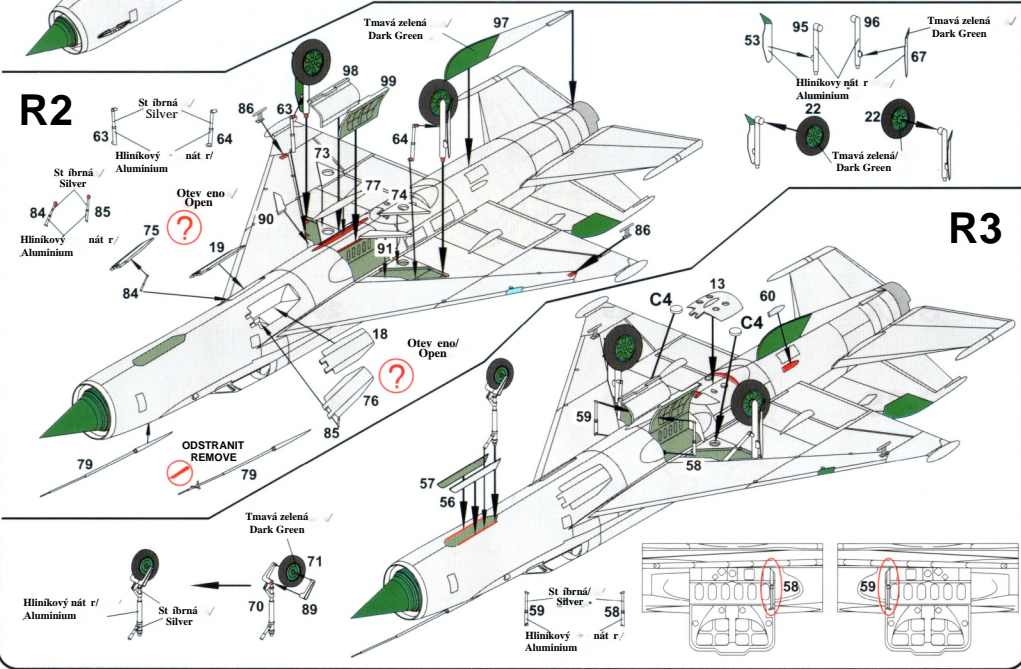 Tmavá zelená
Dark Green
97
98
99
53
95
96
67
Tmavá zelená
Dark Green
Hliníkový nát r/
Aluminium
22
22
Tmavá zelená/
Dark Green
R2
St íbrná
Silver
63
64
Hliníkový nát r/
Aluminium
86
63
64
73
77
74
90
91
St íbrná
Silver
84
85
Hliníkový nát r/
Aluminium
Otev eno
Open
?
75
19
84
86
18
Otev eno/
Open
?
76
85
79
ODSTRANIT
REMOVE
79
R3
C4
13
C4
60
59
58
57
56
Tmavá zelená
Dark Green
71
70
89
Hliníkový nát r/
Aluminium
St íbrná
Silver
St íbrná/
Silver
59
58
Hliníkový nát r/
Aluminium
58
59